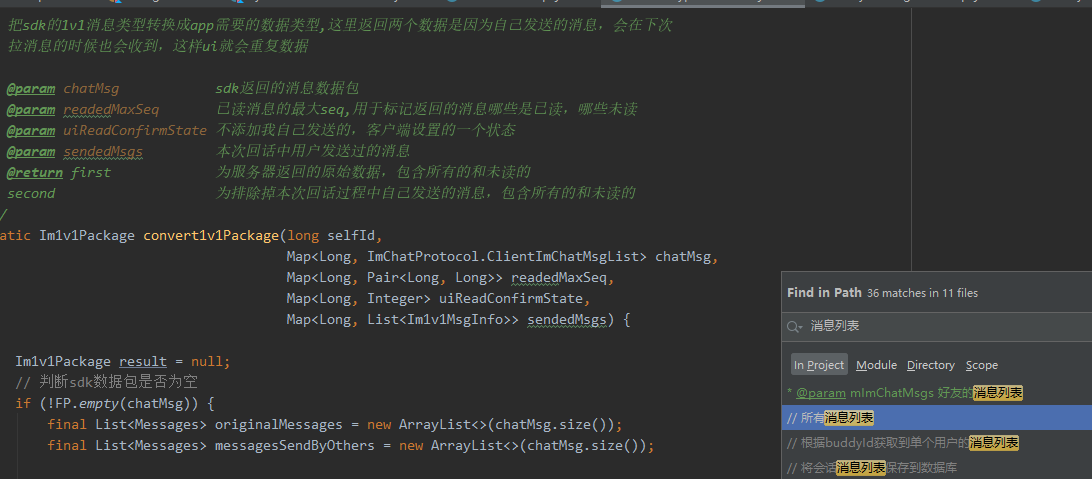 把sdk的1v1消息类型转换成app需要的数据类型,这里返回两个数据是因为自己发送的消息, 会在下次
拉消息的时候也会收到, 这样ui就会重复数据
@param chatMsg sdk返回的消息数据包
@param readedMaxSeq 已读消息的最大seq,用于标记返回的消息哪些是已读, 哪些未读
@param uiReadConfirmState 不添加我自己发送的, 客户端设置的一个状态
@param sendedMsgs 本次回话中用户发送过的消息
@return first 为服务器返回的原始数据, 包含所有的和未读的
second 为排除掉本次回话过程中自己发送的消息, 包含所有的和未读的
/
atic Im1v1Package convert1v1Package(long selfId,
Map<Long, ImChatProtocol.ClientImChatMsgList> chatMsg,
Map<Long, Pair<Long, Long>> readedMaxSeq,
Map<Long, Integer> uiReadConfirmState,
Map<Long, List<Im1v1MsgInfo>> sendedMsgs) {
Im1v1Package result = null;
// 判断sdk数据包是否为空
if (!FP.empty(chatMsg)) {
final List<Messages> originalMessages = new ArrayList<>(chatMsg.size());
final List<Messages> messagesSendByOthers = new ArrayList<>(chatMsg.size());
Find in Path 36 matches in 11 files
消息列表
In Project Module Directory Scope
* @param mImChatMsgs 好友的消息列表
// 所有消息列表
// 根据buddyId获取到单个用户的消息列表
// 将会话消息列表保存到数据库